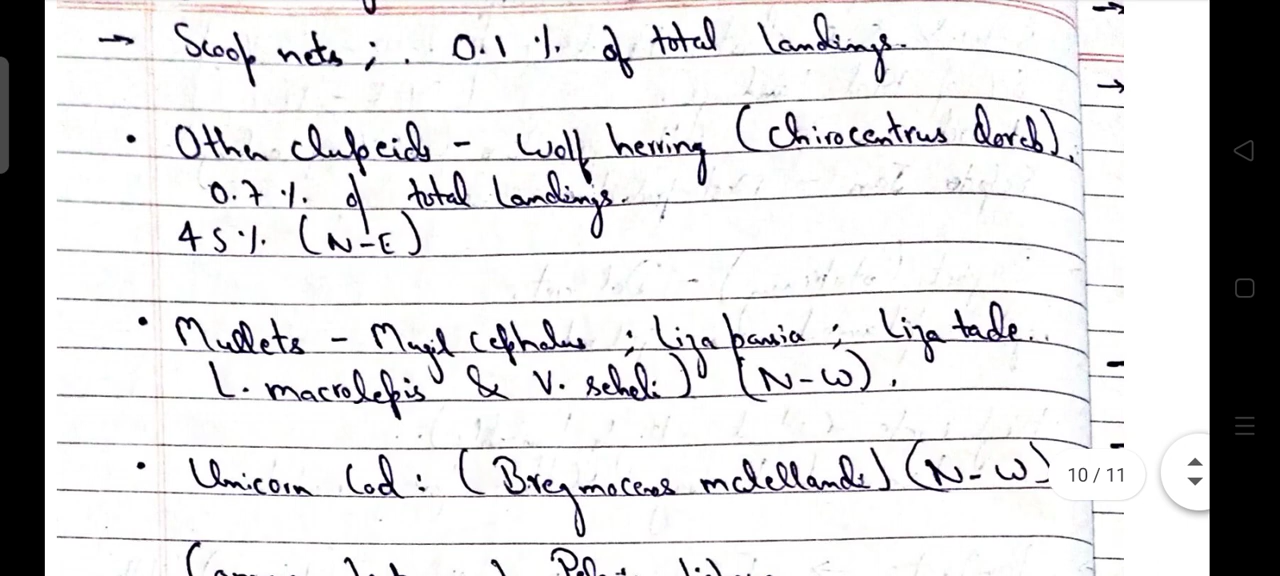 → Scoop nets ; . 0.1 % of total landings.
• Other clupeids - Wolf herring (Chirocentrus dorab),
0.7 % of total landings.
45 % (N-E)
• Mullets - Mugil cephalus ; Liza parsia ; Liza tade..
L. macrolepis & V. seheli) (N-W).
• Unicorn Cod : (Bregmoceros mclellandi) (N-W)
10 / 11